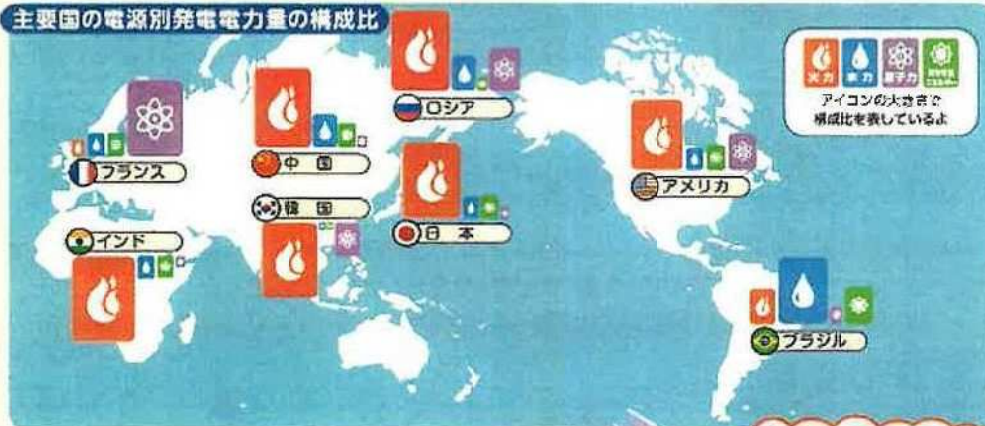 主要国の電源別発電電力量の構成比
火力
水力
原子力
アイコンの大きさで
構成比を表しているよ
ロシア
フランス
中国
アメリカ
韓国
日本
インド
ブラジル